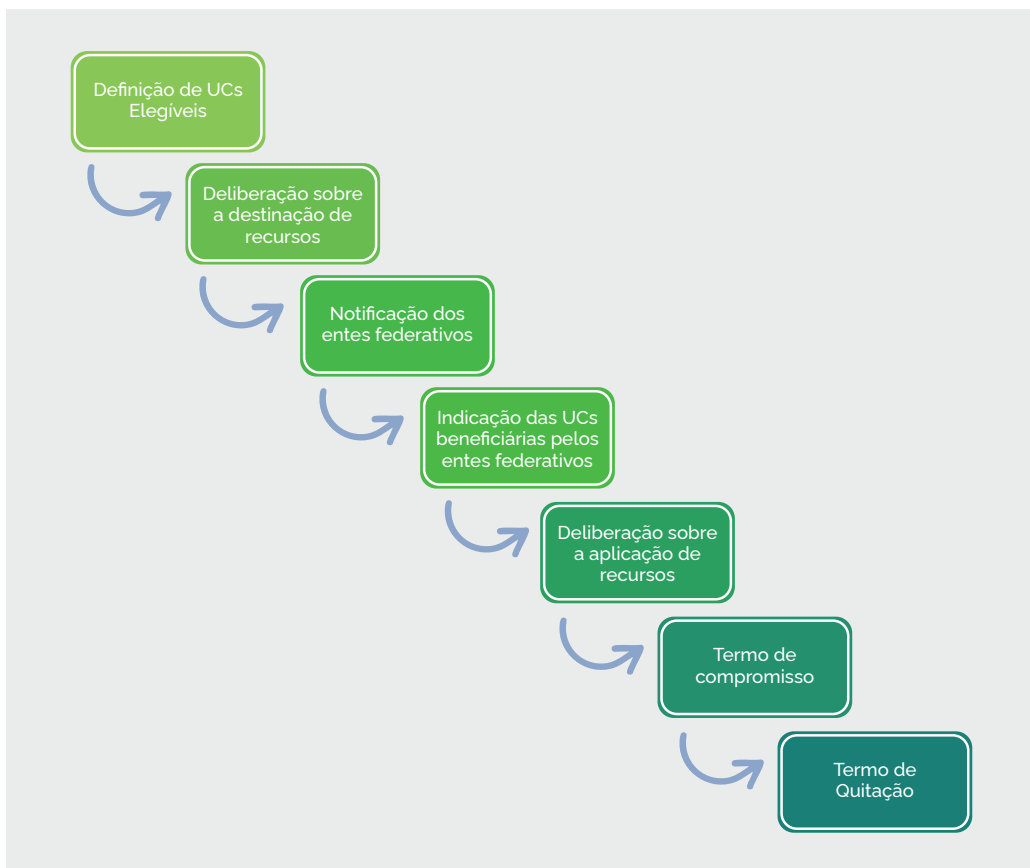 Definição de UCs
Elegíveis
Deliberação sobre
a destinação de
recursos
Notificação dos
entes federativos
Indicação das UCs
beneficiárias pelos
entes federativos
Deliberação sobre
a aplicação de
recursos
Termo de
compromisso
Termo de
Quitação